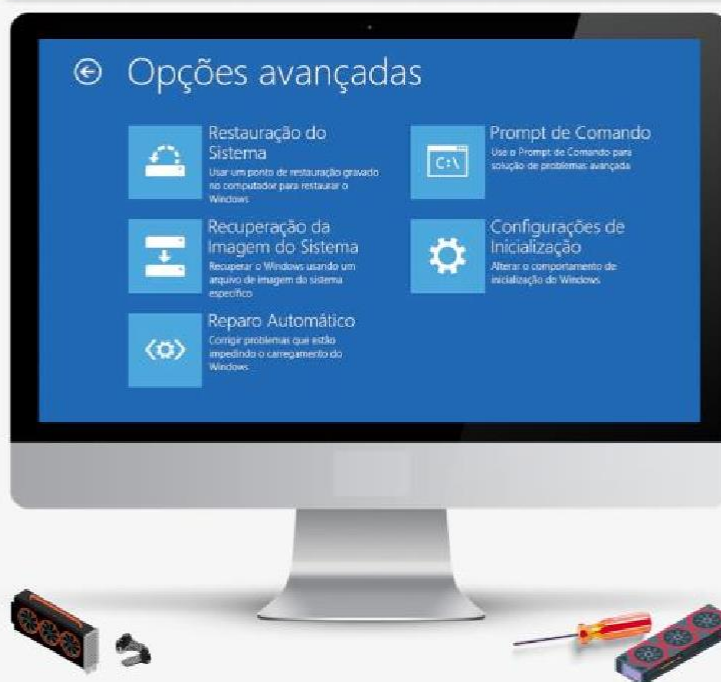 Opções avançadas
Restauração do
Sistema
Usar um ponto de restauração gravado
no computador para restaurar o
Windows
Prompt de Comando
Use o Prompt de Comando para
solução de problemas avançada
Recuperação da
Imagem do Sistema
Recuperar o Windows usando um
arquivo de imagem do sistema
específico
Configurações de
Inicialização
Alterar o comportamento de
inicialização do Windows
Reparo Automático
Corrigir problemas que estão
impedindo o carregamento do
Windows
C:\